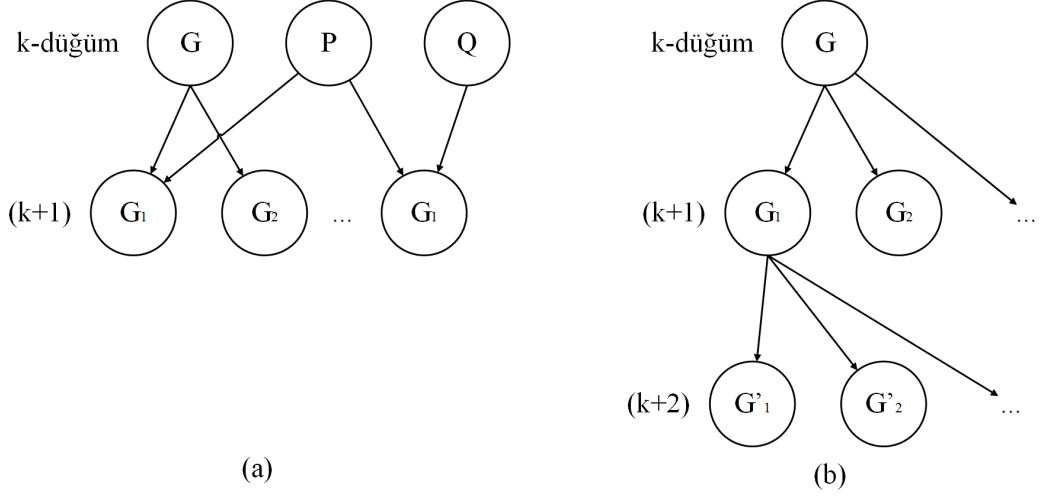 k-düğüm G P Q
(k+1) G₁ G₂ ... G₁
(a)
k-düğüm G
(k+1) G₁ G₂ ...
(k+2) G'₁ G'₂ ...
(b)